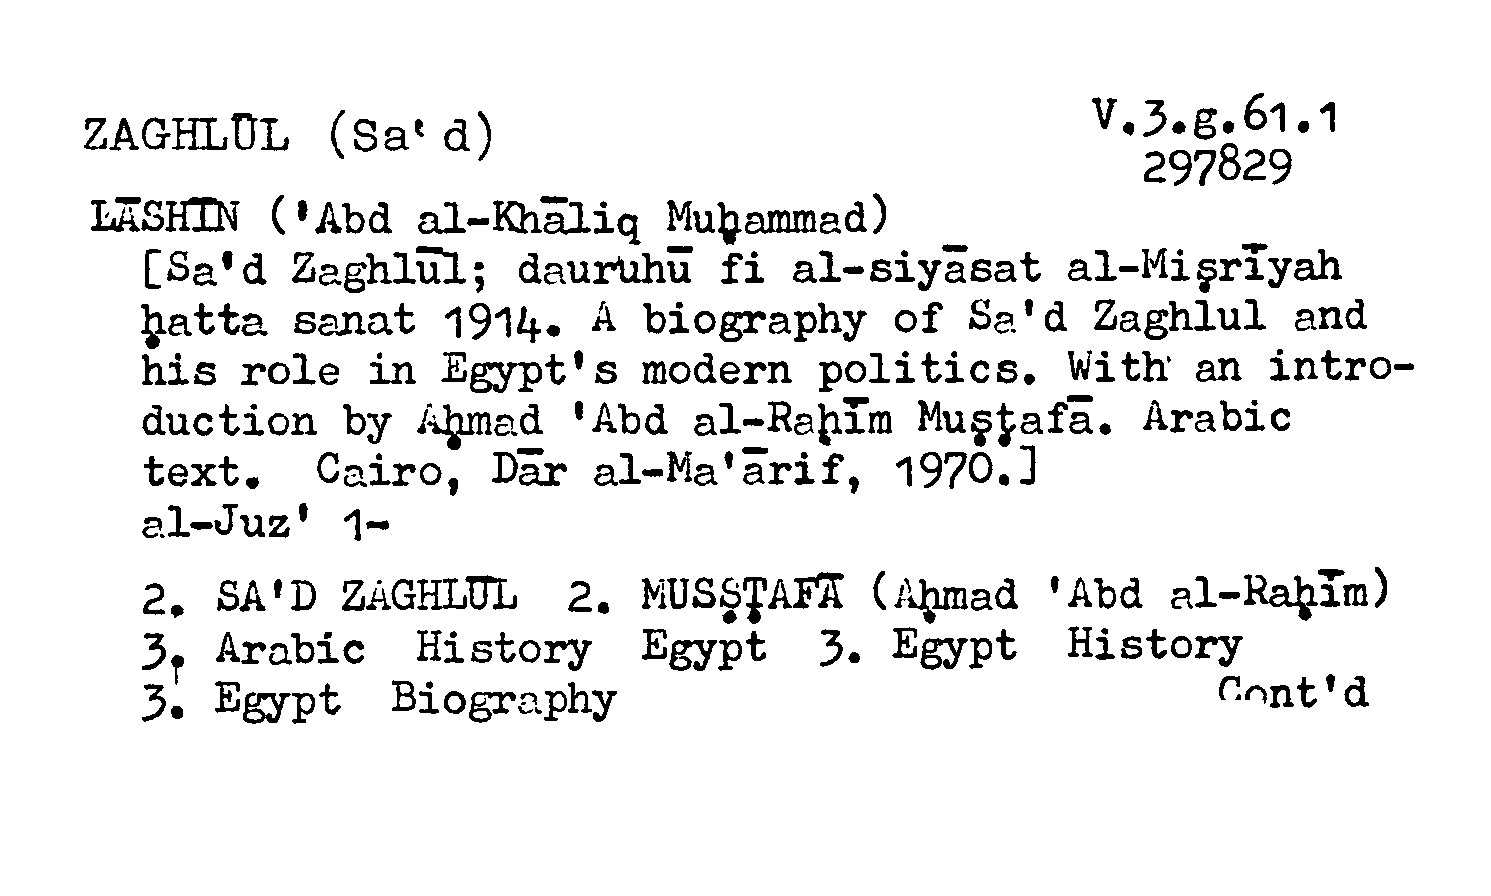 ZAGHLŪL (Sa'd)
V.3.g.61.1
297829
LĀSHĪN ('Abd al-Khāliq Muḥammad)
[Sa'd Zaghlūl; dauruhū fi al-siyāsat al-Miṣrīyah
ḥatta sanat 1914. A biography of Sa'd Zaghlul and
his role in Egypt's modern politics. With an intro-
duction by Aḥmad 'Abd al-Raḥīm Muṣṭafā. Arabic
text. Cairo, Dār al-Ma'ārif, 1970.]
al-Juz' 1-
2. SA'D ZAGHLŪL 2. MUSṢṬAFĀ (Aḥmad 'Abd al-Raḥīm)
3. Arabic History Egypt 3. Egypt History
3. Egypt Biography
Cont'd